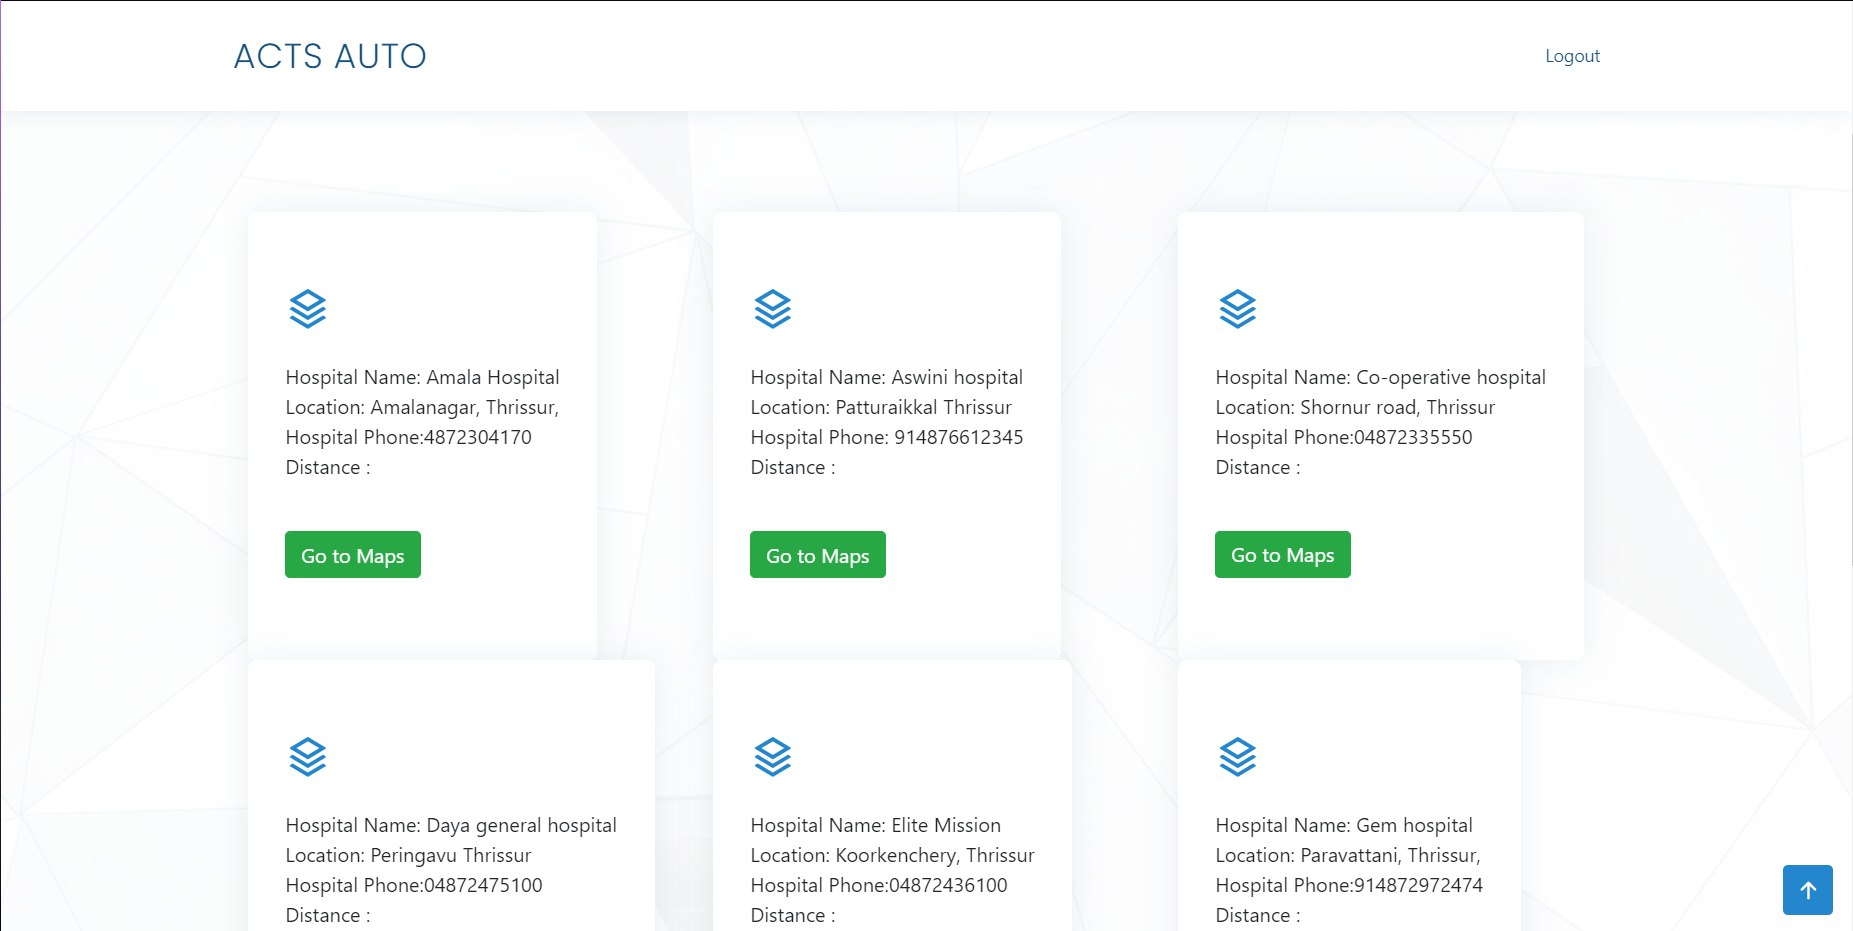 ACTS AUTO
Logout
Hospital Name: Amala Hospital
Location: Amalanagar, Thrissur,
Hospital Phone:4872304170
Distance :
Go to Maps
Hospital Name: Aswini hospital
Location: Patturaikkal Thrissur
Hospital Phone: 914876612345
Distance :
Go to Maps
Hospital Name: Co-operative hospital
Location: Shornur road, Thrissur
Hospital Phone:04872335550
Distance :
Go to Maps
Hospital Name: Daya general hospital
Location: Peringavu Thrissur
Hospital Phone:04872475100
Distance :
Hospital Name: Elite Mission
Location: Koorkenchery, Thrissur
Hospital Phone:04872436100
Distance :
Hospital Name: Gem hospital
Location: Paravattani, Thrissur,
Hospital Phone:914872972474
Distance :